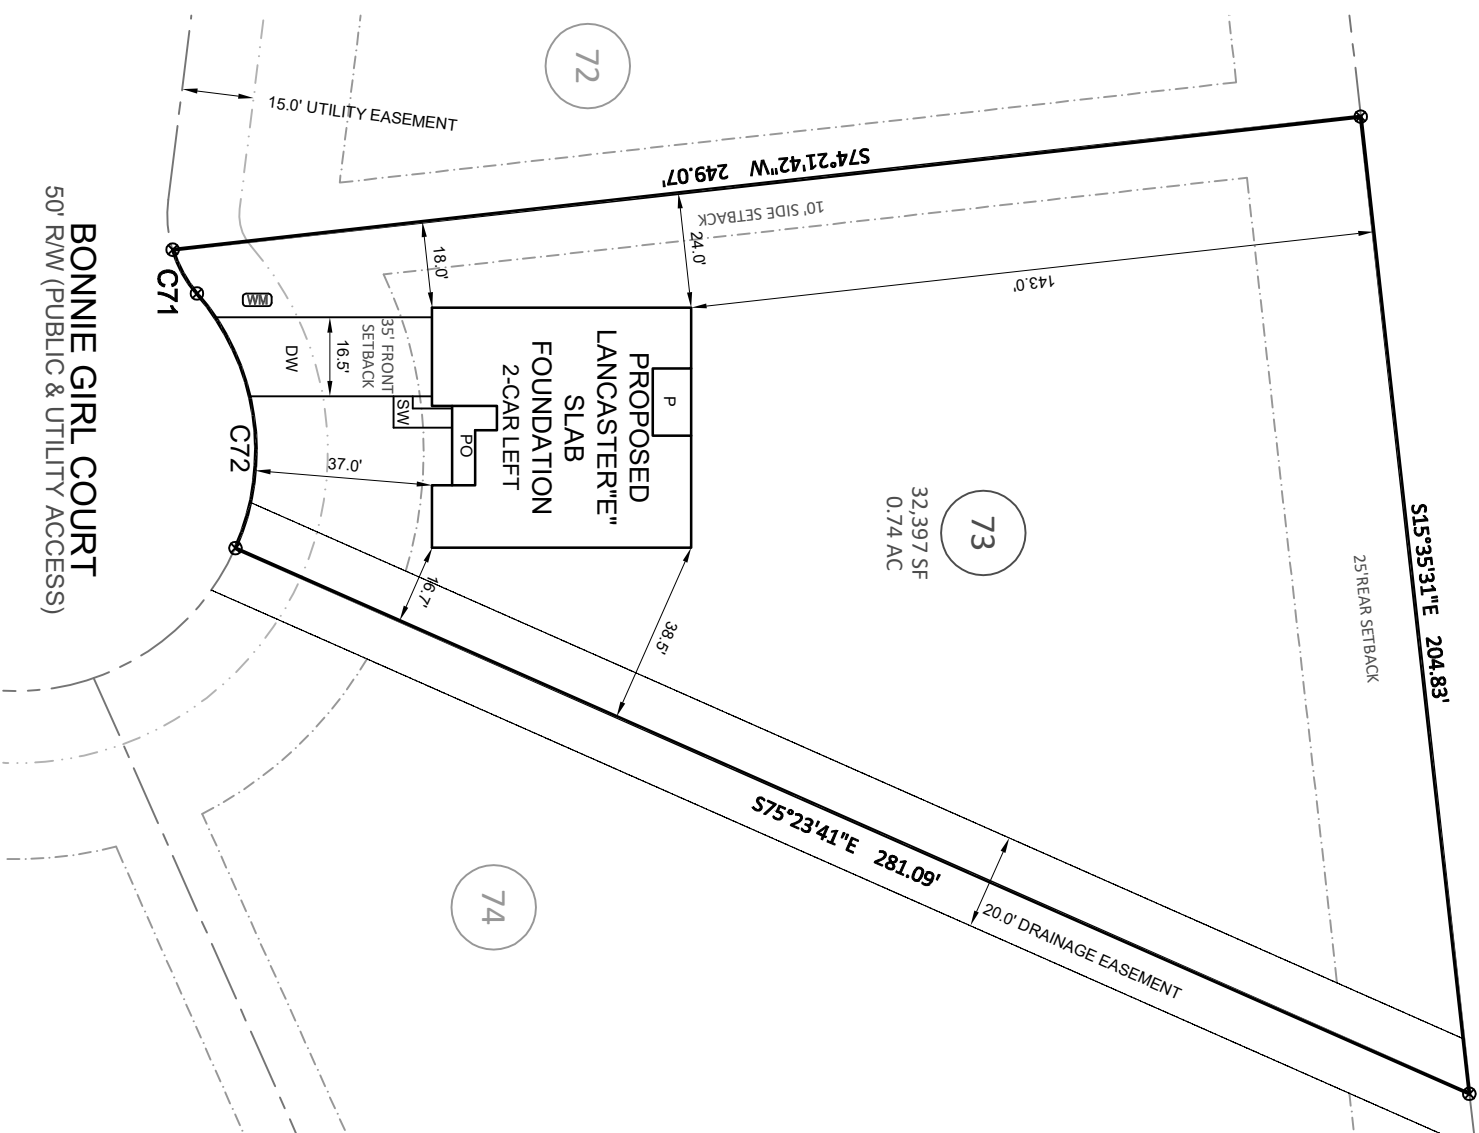 72
15.0' UTILITY EASEMENT
S74°21'42"W 249.07'
10' SIDE SETBACK
18.0'
24.0'
143.0'
C71
WM
35' FRONT
SETBACK
16.5'
DW
SW
PO
P
PROPOSED
LANCASTER"E"
SLAB
FOUNDATION
2-CAR LEFT
C72
37.0'
16.7'
38.5'
73
32,397 SF
0.74 AC
S15°35'31"E 204.83'
25'REAR SETBACK
S75°23'41"E 281.09'
20.0' DRAINAGE EASEMENT
74
BONNIE GIRL COURT
50' R/W (PUBLIC & UTILITY ACCESS)